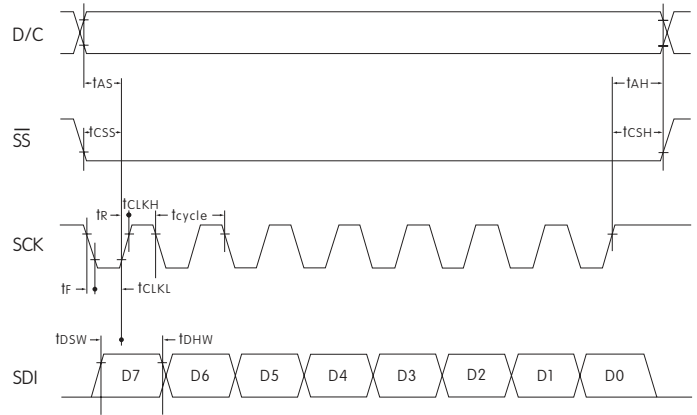 D/C
tAS
tAH
SS
tCSS
tCSH
tCLKH
tR
tcycle
SCK
tF
tCLKL
tDSW
tDHW
SDI
D7
D6
D5
D4
D3
D2
D1
D0